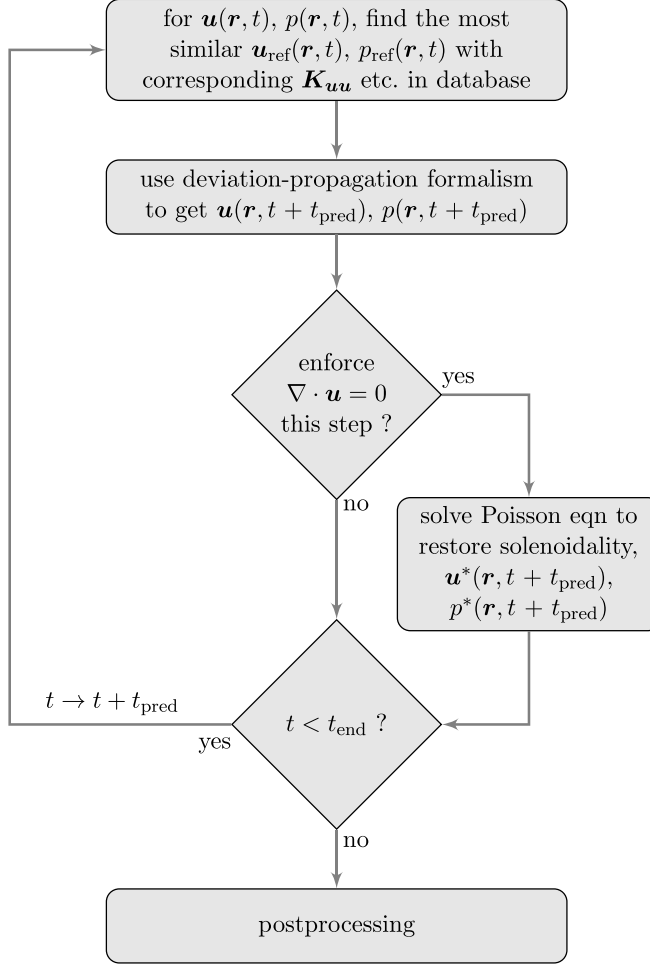 for u(r, t), p(r, t), find the most
similar u_ref(r, t), p_ref(r, t) with
corresponding K_uu etc. in database
use deviation-propagation formalism
to get u(r, t + t_pred), p(r, t + t_pred)
enforce
∇ · u = 0
this step ?
yes
no
solve Poisson eqn to
restore solenoidality,
u*(r, t + t_pred),
p*(r, t + t_pred)
t → t + t_pred
t < t_end ?
yes
no
postprocessing